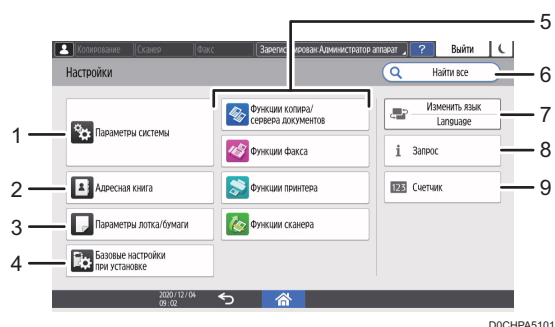 5
Копирование Сканер Факс Зарегистрирован:Администратор аппарат ? Выйти
Настройки
Найти все
6
1
Параметры системы
Функции копира/
сервера документов
Изменить язык
Language
7
Функции факса
i Запрос
8
2
Адресная книга
Функции принтера
123 Счетчик
9
3
Параметры лотка/бумаги
Функции сканера
4
Базовые настройки
при установке
2020/12/04
09:02
D0CHPA5101